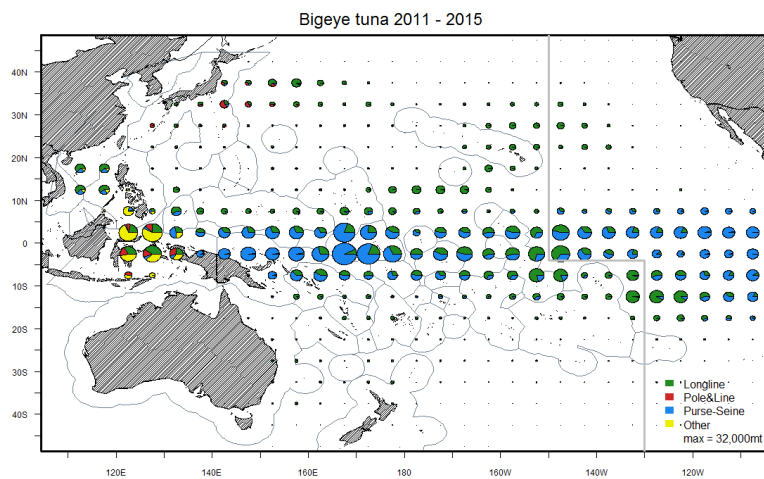 Bigeye tuna 2011 - 2015
40N
30N
20N
10N
0
10S
20S
30S
40S
Longline
Pole&Line
Purse-Seine
Other
max = 32,000mt
120E 140E 160E 180 160W 140W 120W